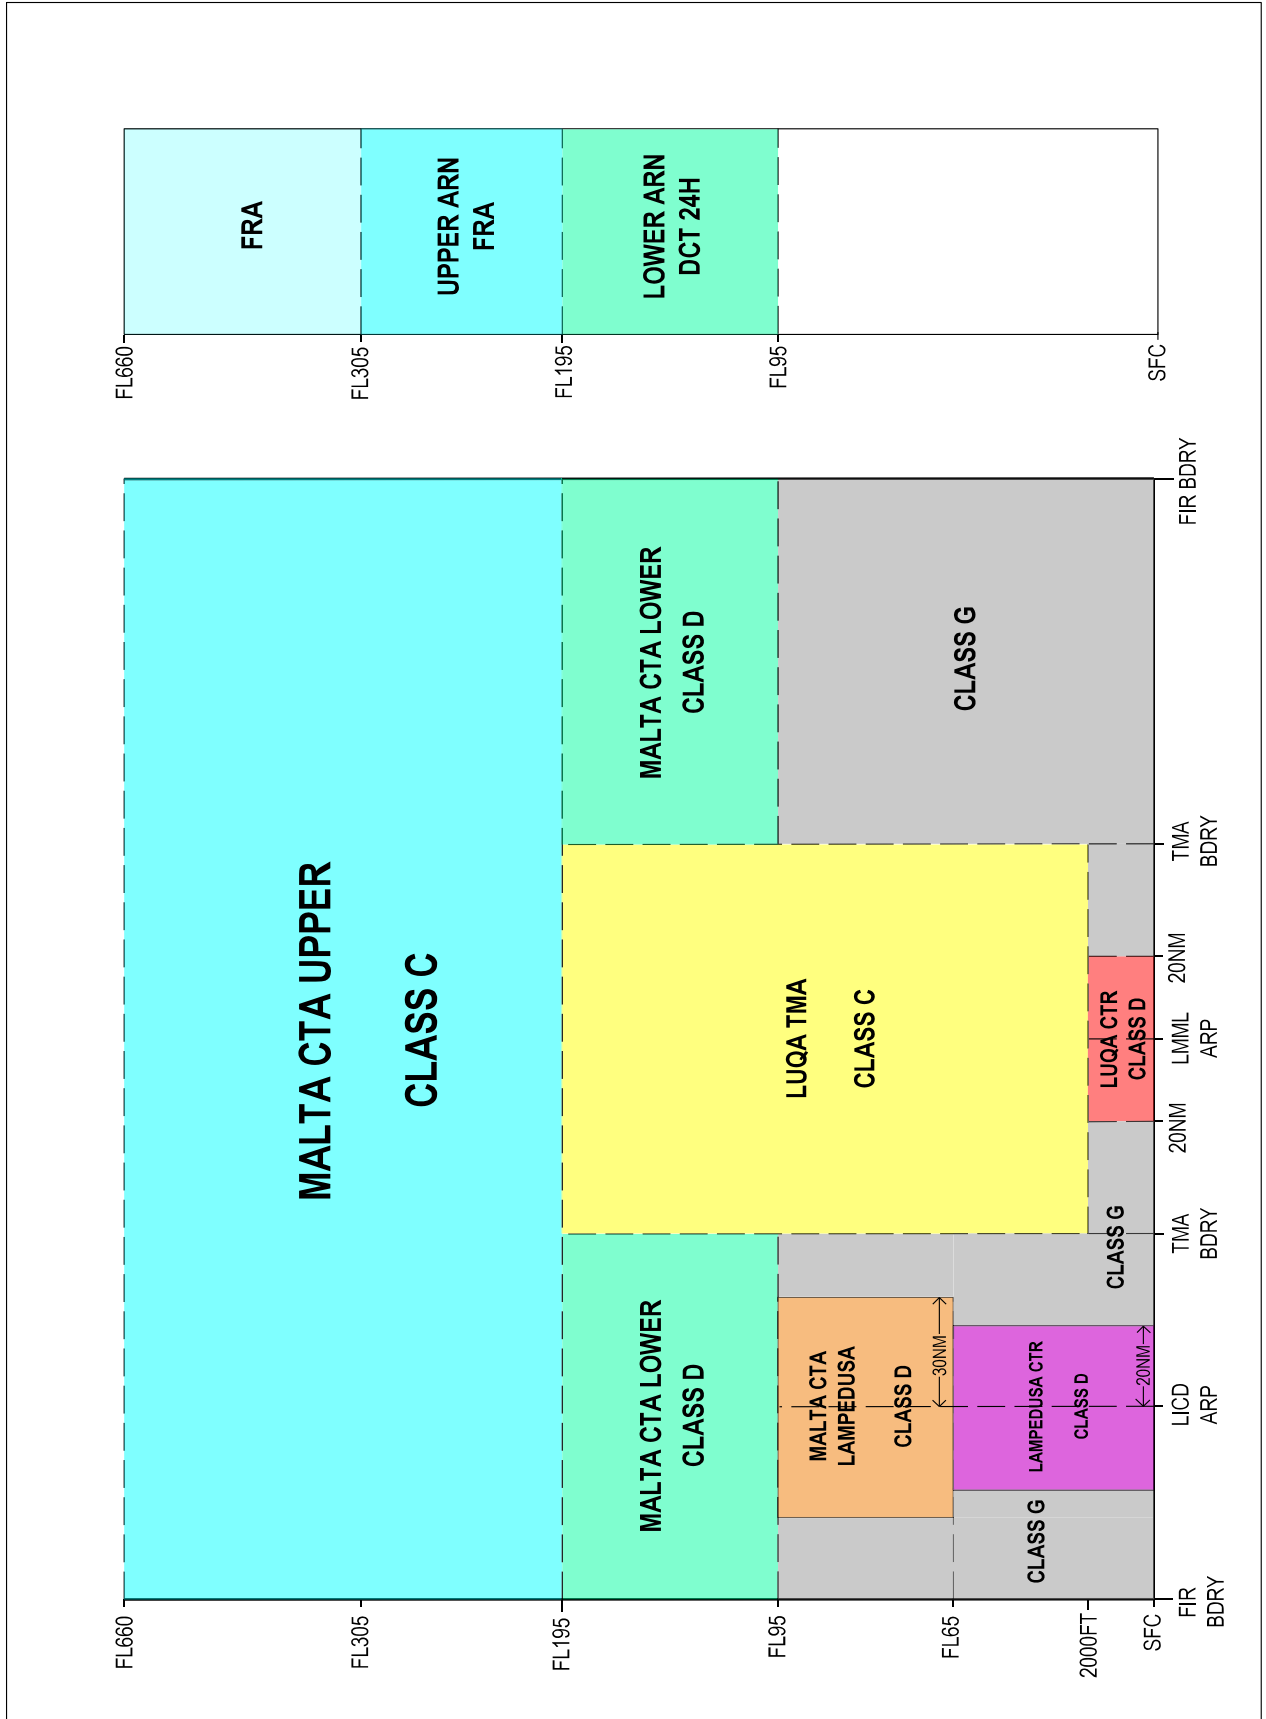 MALTA CTA UPPER
CLASS C
MALTA CTA LOWER
CLASS D
LUQA TMA
CLASS C
MALTA CTA LOWER
CLASS D
MALTA CTA
LAMPEDUSA
CLASS D
30NM
LAMPEDUSA CTR
CLASS D
20NM
CLASS G
CLASS G
LUQA CTR
CLASS D
CLASS G
FL660
FL305
FL195
FL95
FL65
2000FT
SFC
FIR
BDRY
LICD
ARP
TMA
BDRY
20NM
LMML
ARP
20NM
TMA
BDRY
FIR BDRY
FL660
FL305
FL195
FL95
SFC
FRA
UPPER ARN
FRA
LOWER ARN
DCT 24H